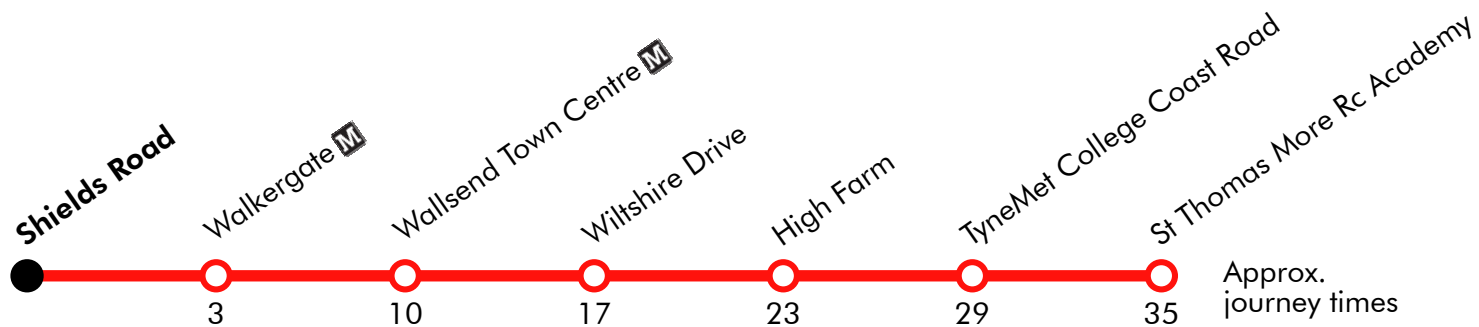 Shields Road
Walkergate M
Wallsend Town Centre M
Wiltshire Drive
High Farm
TyneMet College Coast Road
St Thomas More Rc Academy
3
10
17
23
29
35
Approx.
journey times